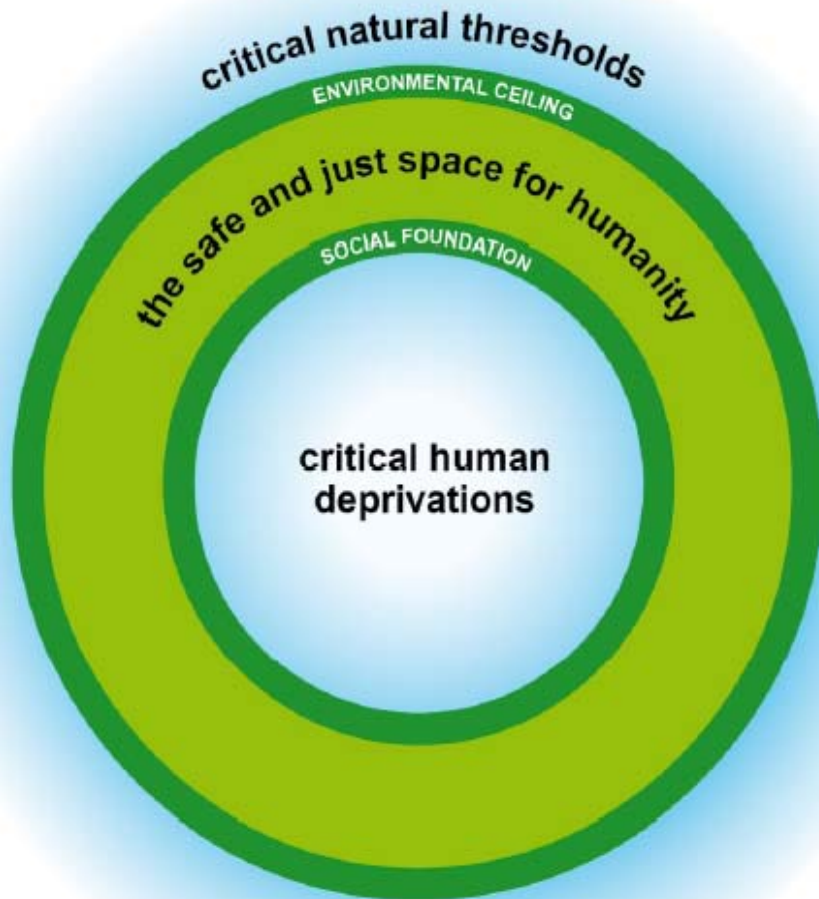 critical natural thresholds
ENVIRONMENTAL CEILING
the safe and just space for humanity
SOCIAL FOUNDATION
critical human
deprivations